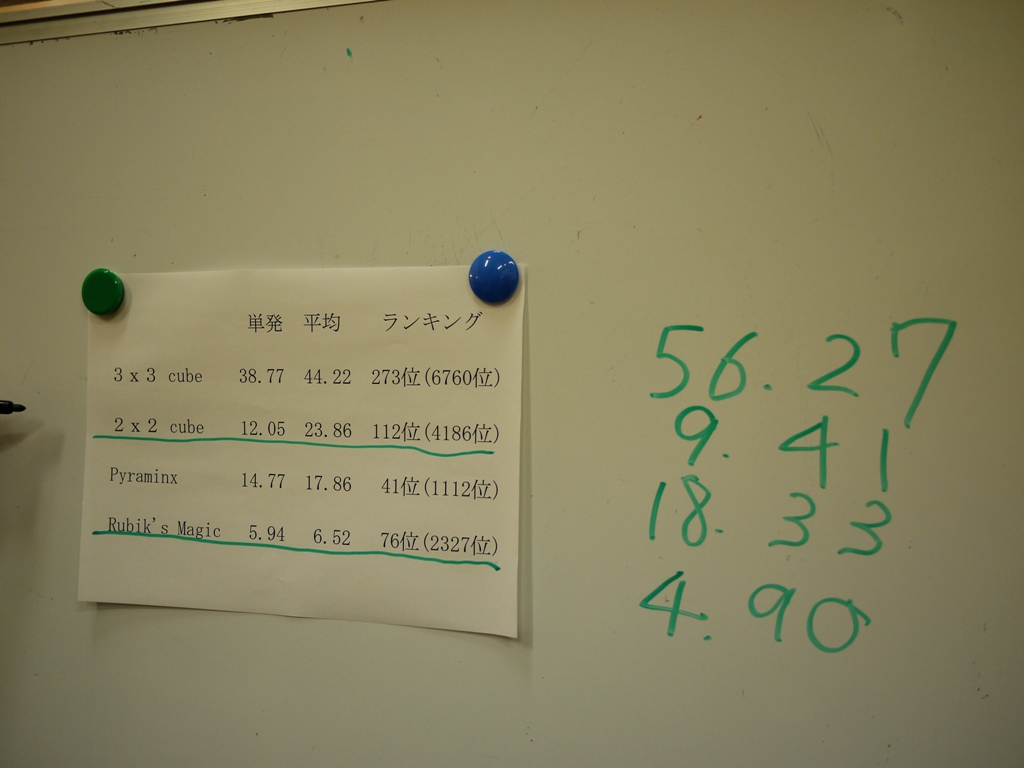 単発 平均 ランキング
3 x 3 cube 38.77 44.22 273位(6760位)
2 x 2 cube 12.05 23.86 112位(4186位)
Pyraminx 14.77 17.86 41位(1112位)
Rubik's Magic 5.94 6.52 76位(2327位)
56.27
9.41
18.33
4.90